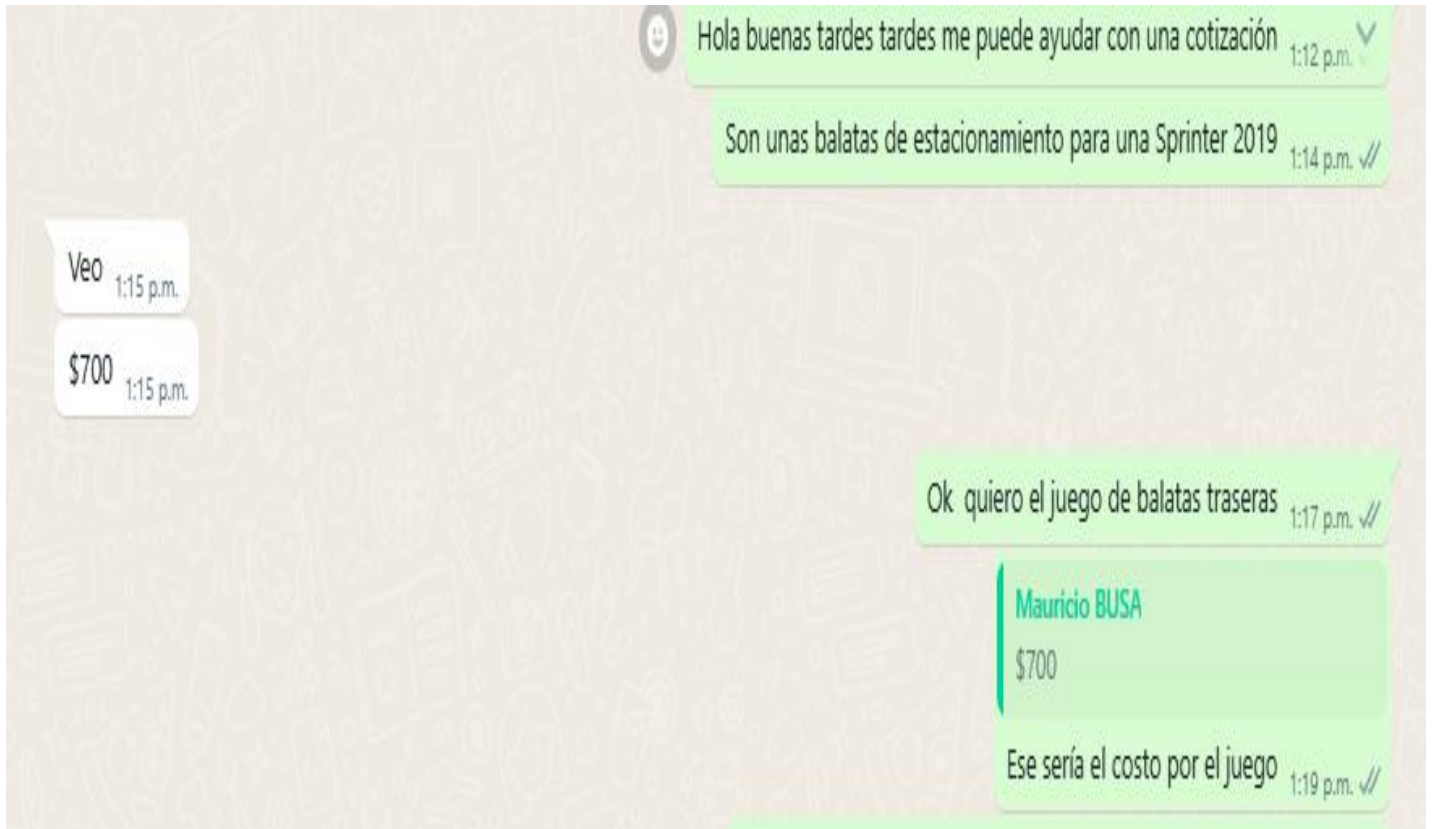 Hola buenas tardes tardes me puede ayudar con una cotización 1:12 p.m.
Son unas balatas de estacionamiento para una Sprinter 2019 1:14 p.m.
Veo 1:15 p.m.
$700 1:15 p.m.
Ok quiero el juego de balatas traseras 1:17 p.m.
Mauricio BUSA
$700
Ese sería el costo por el juego 1:19 p.m.